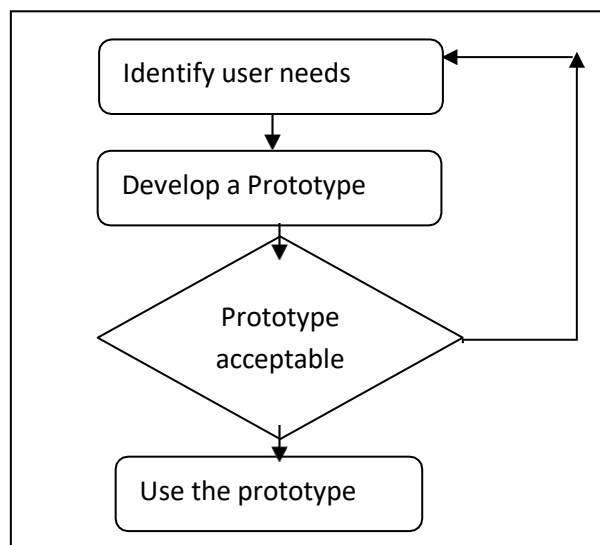 Identify user needs
Develop a Prototype
Prototype
acceptable
Use the prototype